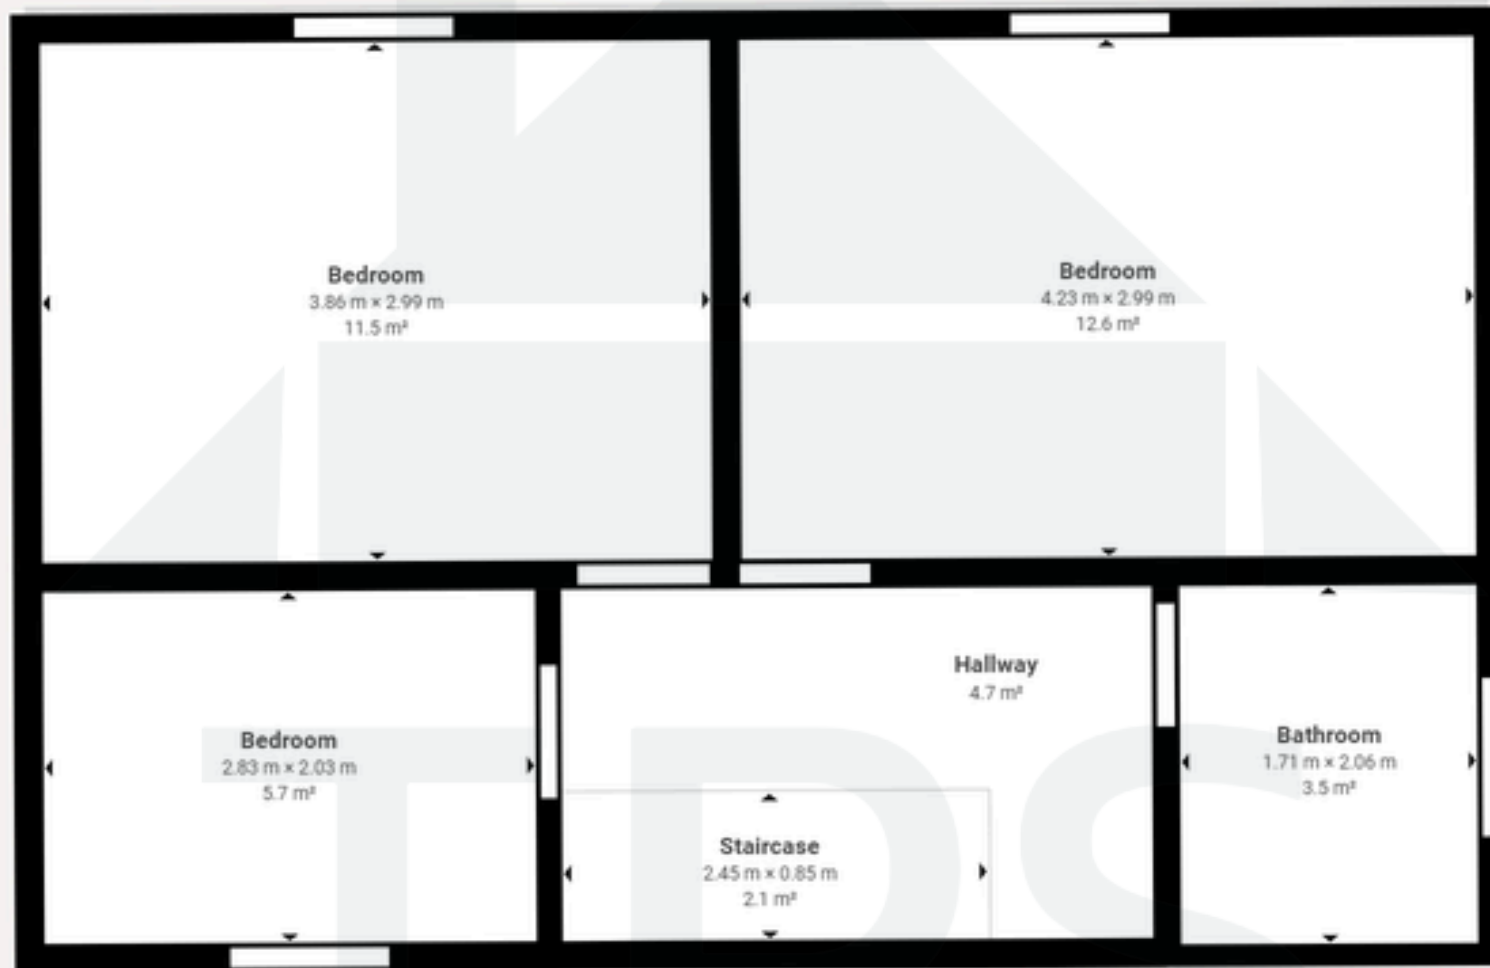 Bedroom
3.86 m × 2.99 m
11.5 m²
Bedroom
4.23 m × 2.99 m
12.6 m²
Hallway
4.7 m²
Bedroom
2.83 m × 2.03 m
5.7 m²
Bathroom
1.71 m × 2.06 m
3.5 m²
Staircase
2.45 m × 0.85 m
2.1 m²
TDS